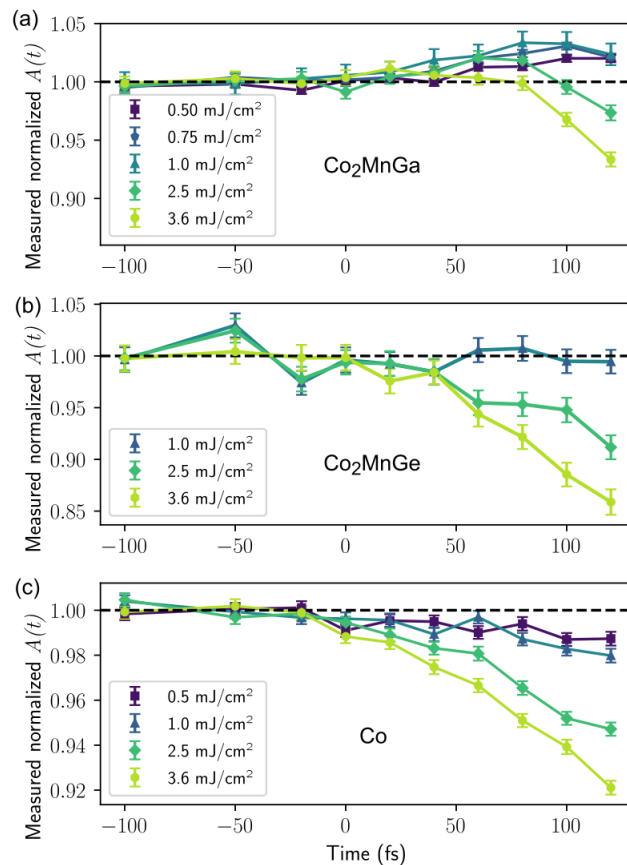 (a)
Measured normalized A(t)
1.05
1.00
0.95
0.90
0.50 mJ/cm²
0.75 mJ/cm²
1.0 mJ/cm²
2.5 mJ/cm²
3.6 mJ/cm²
Co₂MnGa
−100
−50
0
50
100
(b)
Measured normalized A(t)
1.05
1.00
0.95
0.90
0.85
1.0 mJ/cm²
2.5 mJ/cm²
3.6 mJ/cm²
Co₂MnGe
−100
−50
0
50
100
(c)
Measured normalized A(t)
1.00
0.98
0.96
0.94
0.92
0.5 mJ/cm²
1.0 mJ/cm²
2.5 mJ/cm²
3.6 mJ/cm²
Co
−100
−50
0
50
100
Time (fs)